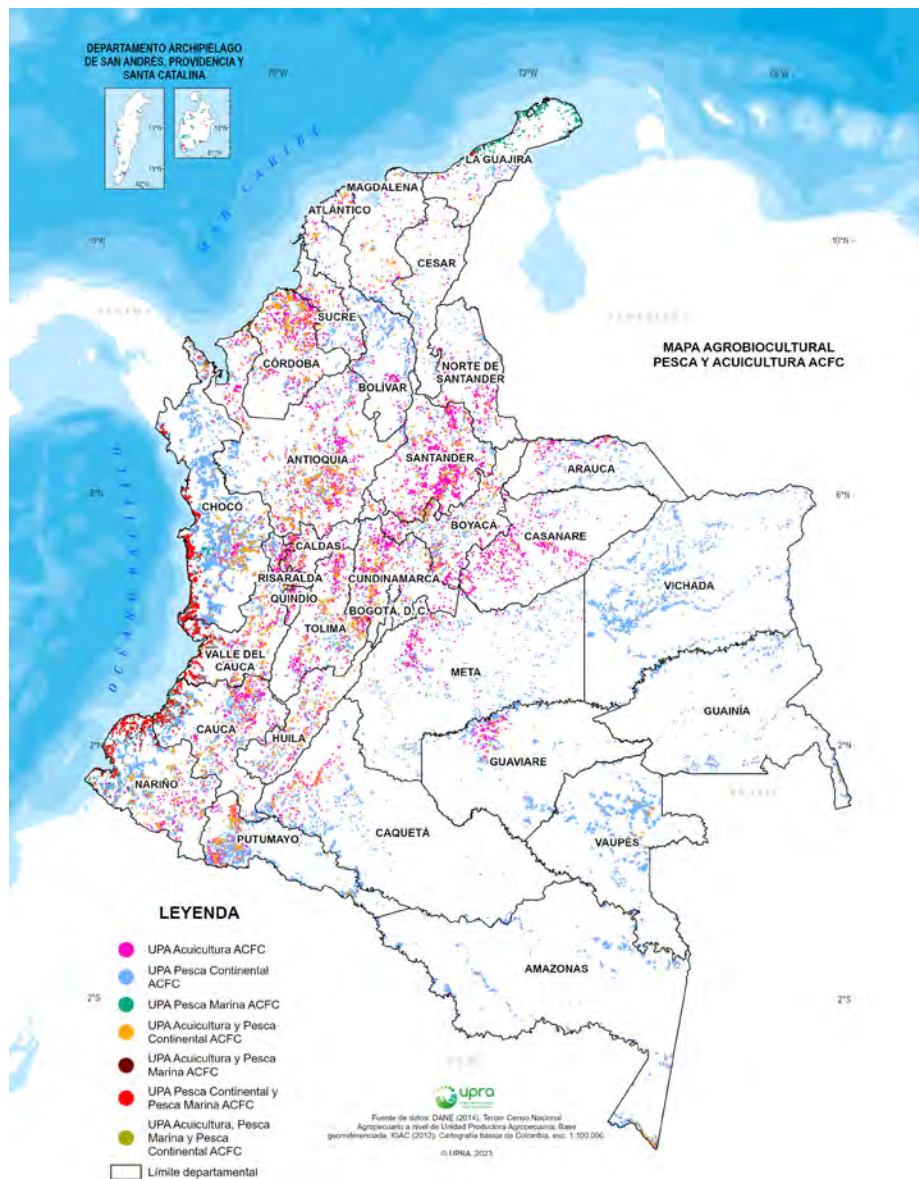 DEPARTAMENTO ARCHIPIÉLAGO
DE SAN ANDRÉS, PROVIDENCIA Y
SANTA CATALINA
72°W
MAR CARIBE
LA GUAJIRA
MAGDALENA
ATLÁNTICO
10°N
CESAR
SUCRE
MAPA AGROBIOCULTURAL
PESCA Y ACUICULTURA ACFC
CÓRDOBA
NORTE DE
SANTANDER
BOLÍVAR
ANTIOQUIA
SANTANDER
ARAUCA
6°N
CHOCÓ
BOYACÁ
CASANARE
CALDAS
VICHADA
RISARALDA
CUNDINAMARCA
QUINDÍO
BOGOTÁ, D. C.
TOLIMA
OCÉANO PACÍFICO
VALLE DEL
CAUCA
META
GUAINÍA
CAUCA
2°N
2°N
HUILA
GUAVIARE
NARIÑO
PUTUMAYO
CAQUETÁ
VAUPÉS
LEYENDA
UPA Acuicultura ACFC
UPA Pesca Continental
ACFC
AMAZONAS
2°S
2°S
UPA Pesca Marina ACFC
UPA Acuicultura y Pesca
Continental ACFC
UPA Acuicultura y Pesca
Marina ACFC
UPA Pesca Continental y
Pesca Marina ACFC
UPA Acuicultura, Pesca
Marina y Pesca
Continental ACFC
Límite departamental
upra
Fuente de datos: DANE (2014). Tercer Censo Nacional
Agropecuario a nivel de Unidad Productora Agropecuaria. Base
georreferenciada: IGAC (2012). Cartografía básica de Colombia, esc. 1:100.000
© UPRA, 2023